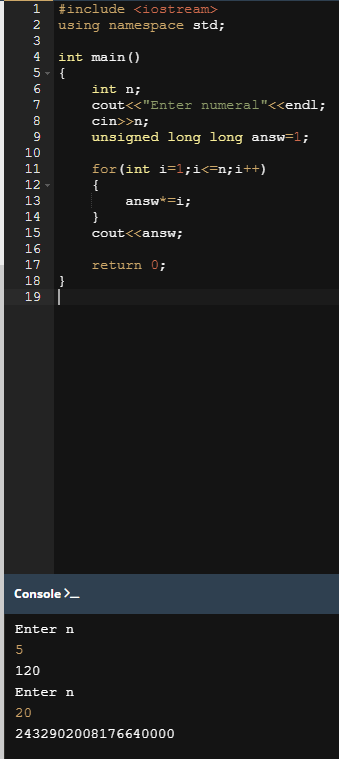 1 #include <iostream>
2 using namespace std;
3
4 int main()
5 {
6 int n;
7 cout<<"Enter numeral"<<endl;
8 cin>>n;
9 unsigned long long answ=1;
10
11 for(int i=1;i<=n;i++)
12 {
13 answ*=i;
14 }
15 cout<<answ;
16
17 return 0;
18 }
19
Console >_
Enter n
5
120
Enter n
20
2432902008176640000